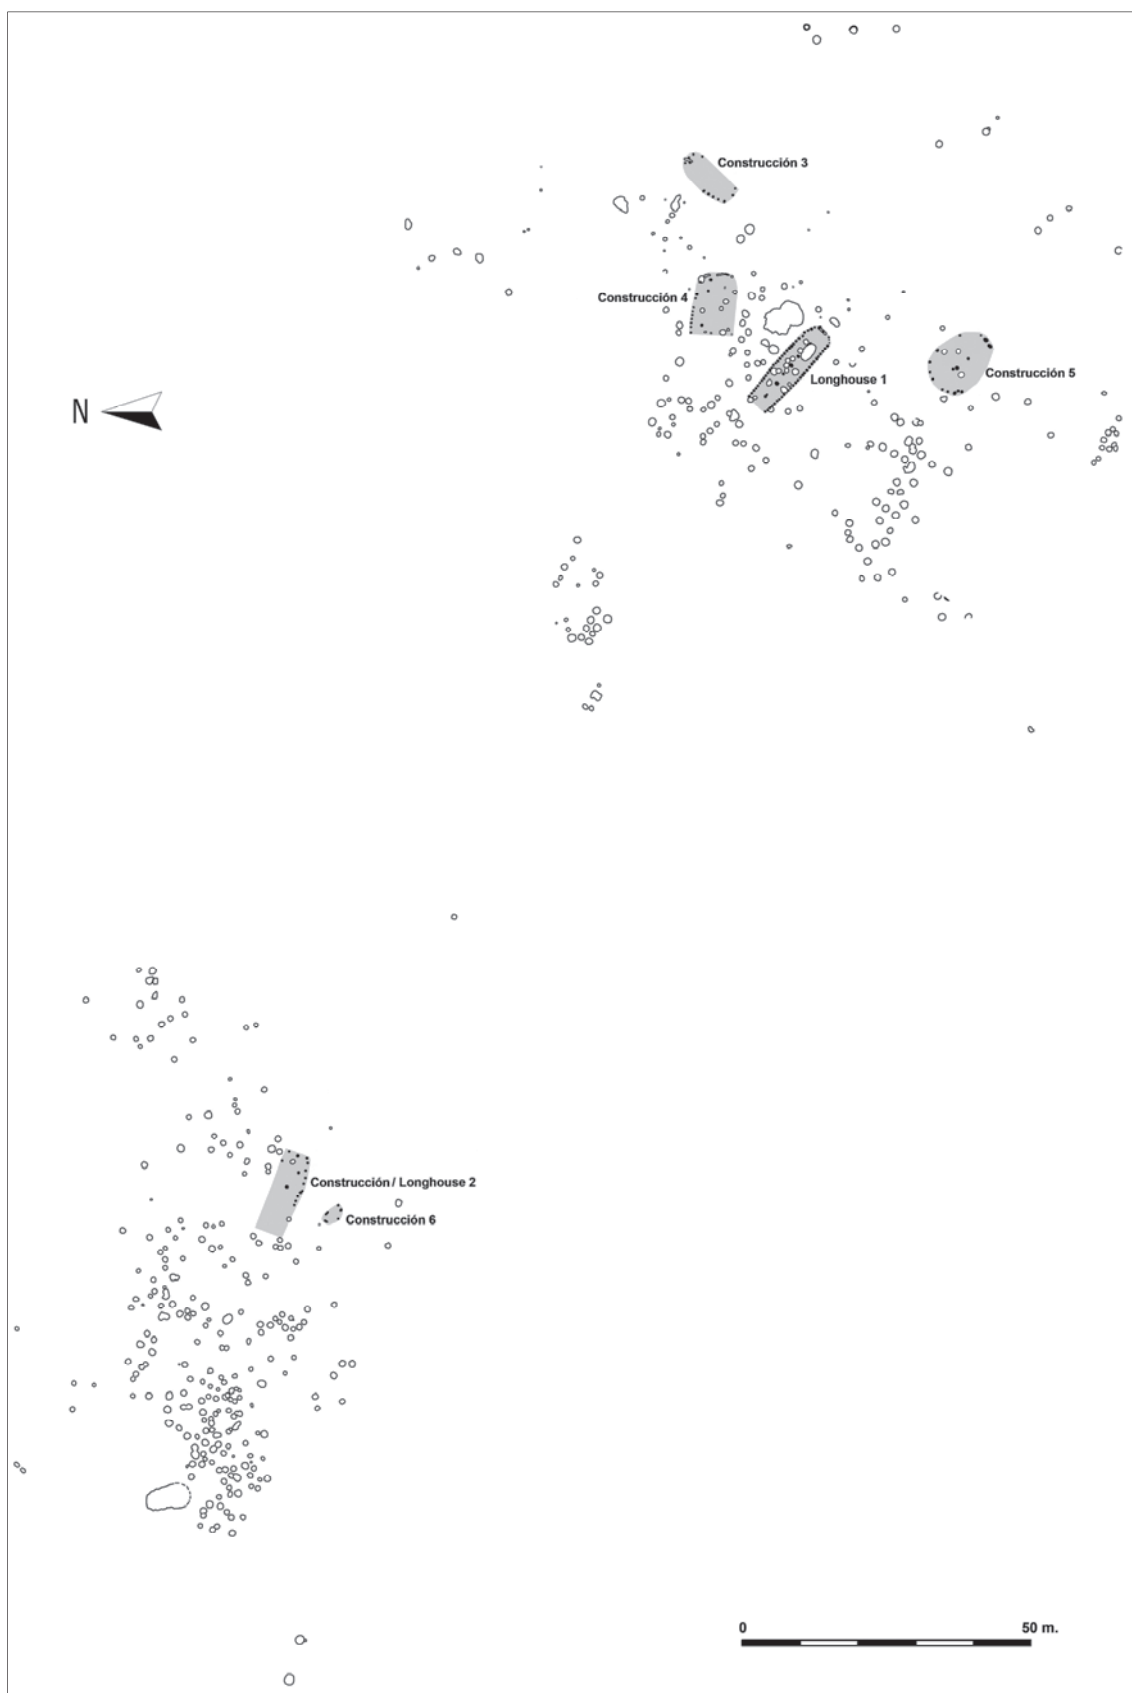 Construcción 3
Construcción 4
Longhouse 1
Construcción 5
N
Construcción / Longhouse 2
Construcción 6
0 50 m.